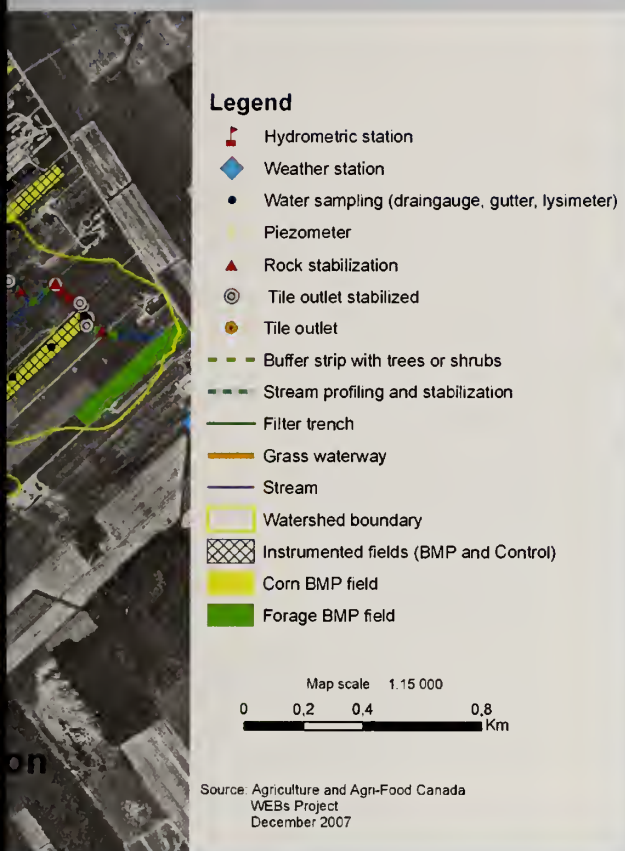 Legend
Hydrometric station
Weather station
Water sampling (draingauge, gutter, lysimeter)
Piezometer
Rock stabilization
Tile outlet stabilized
Tile outlet
Buffer strip with trees or shrubs
Stream profiling and stabilization
Filter trench
Grass waterway
Stream
Watershed boundary
Instrumented fields (BMP and Control)
Corn BMP field
Forage BMP field
Map scale 1:15 000
0 0,2 0,4 0,8
Km
on
Source: Agriculture and Agri-Food Canada
WEBs Project
December 2007